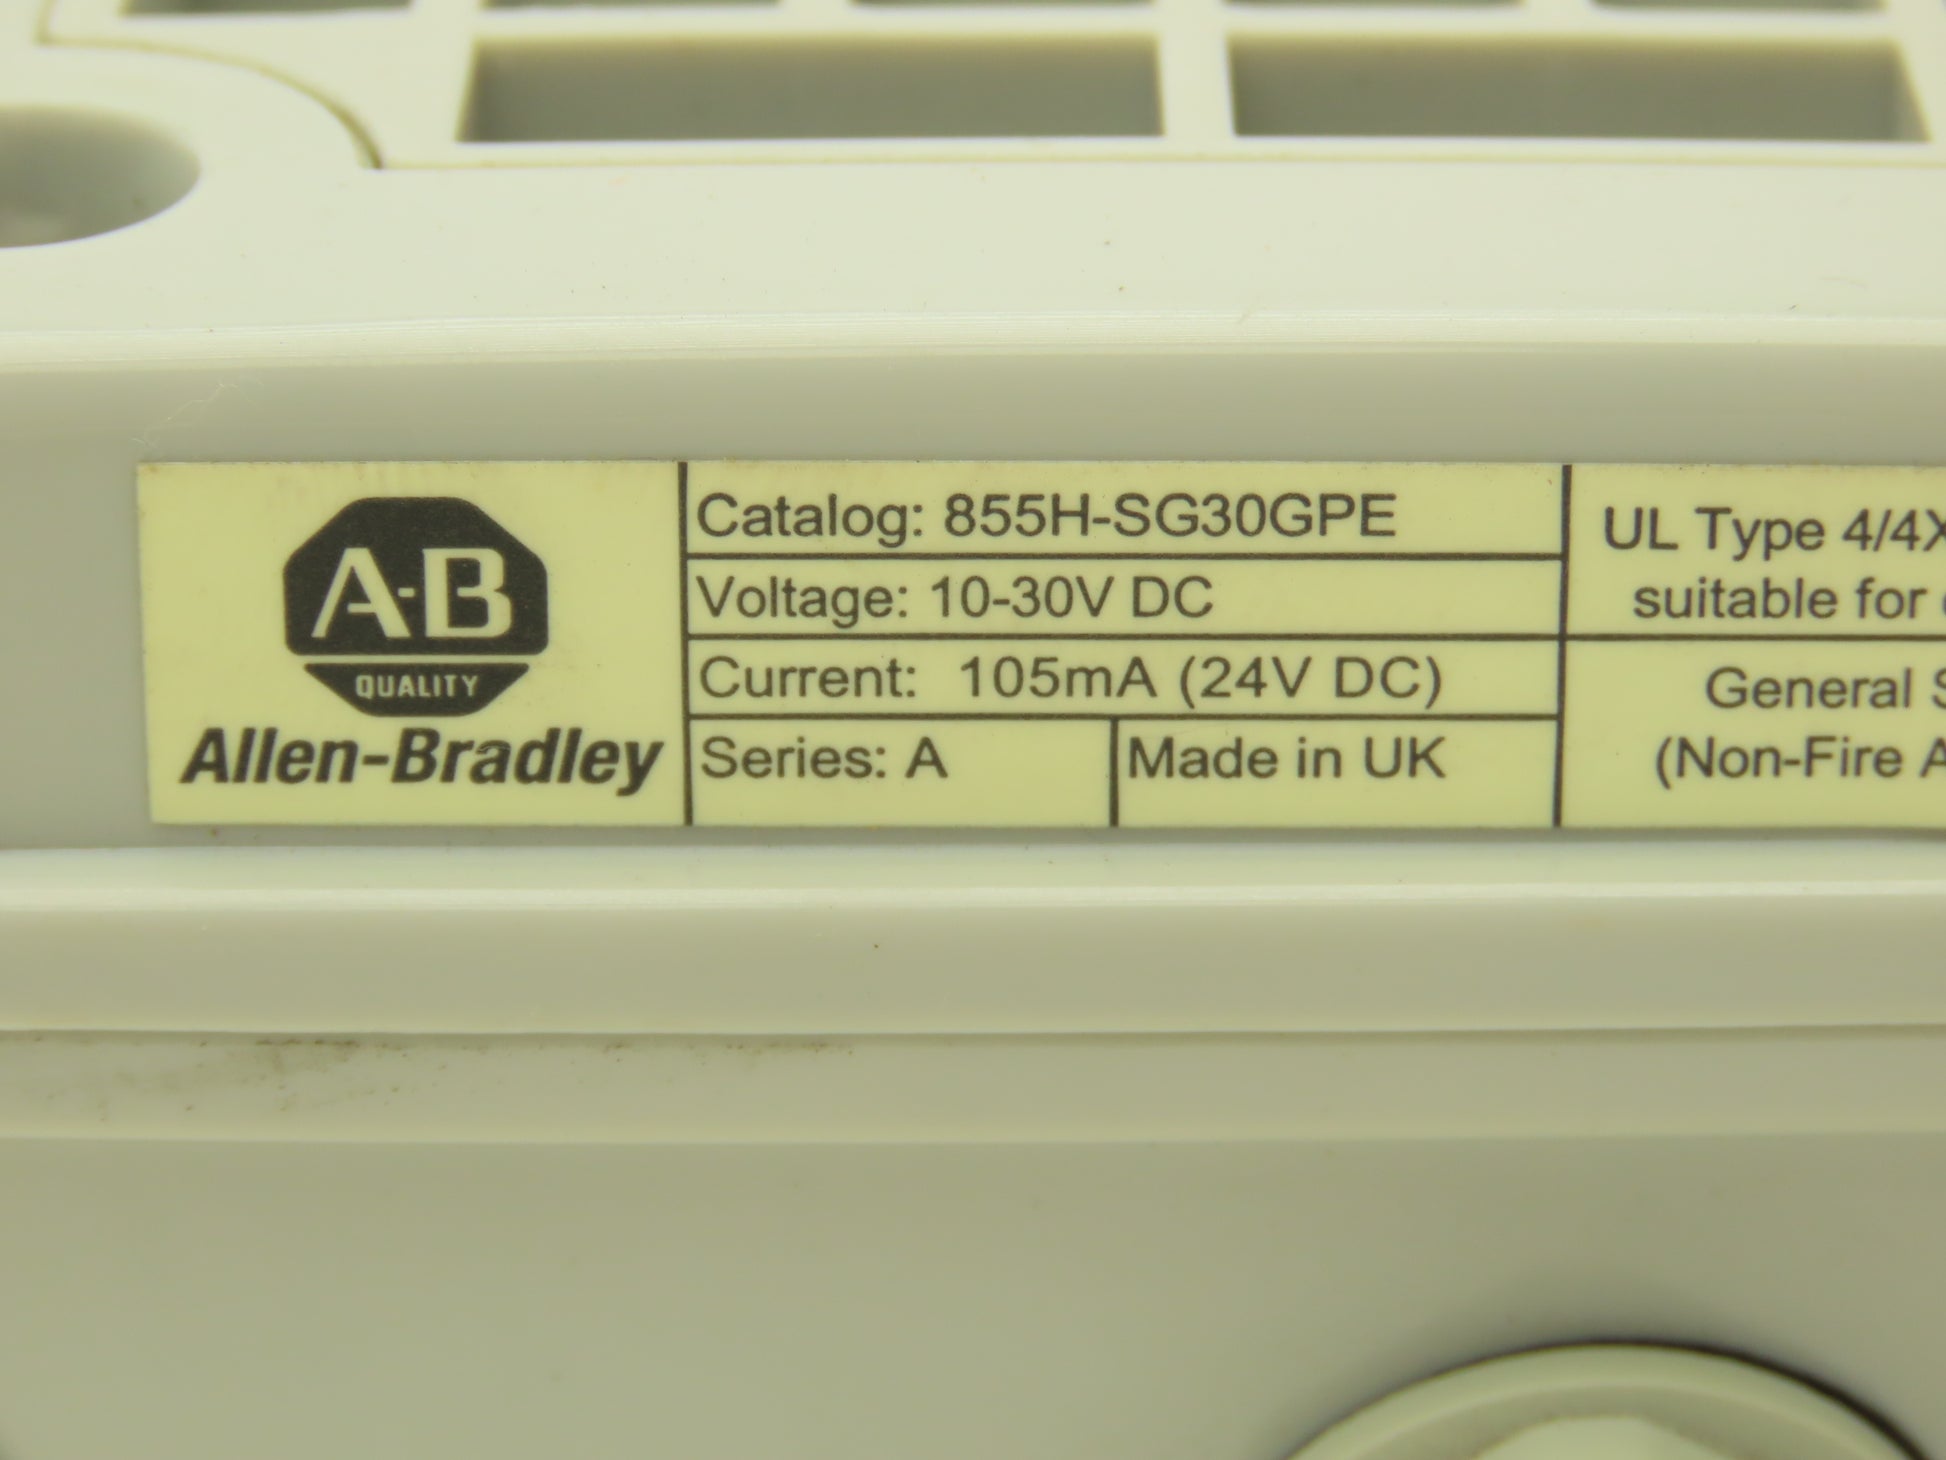 A-B
QUALITY
Allen-Bradley
Catalog: 855H-SG30GPE
Voltage: 10-30V DC
Current: 105mA (24V DC)
Series: A
Made in UK
UL Type 4/4X
suitable for
General
(Non-Fire